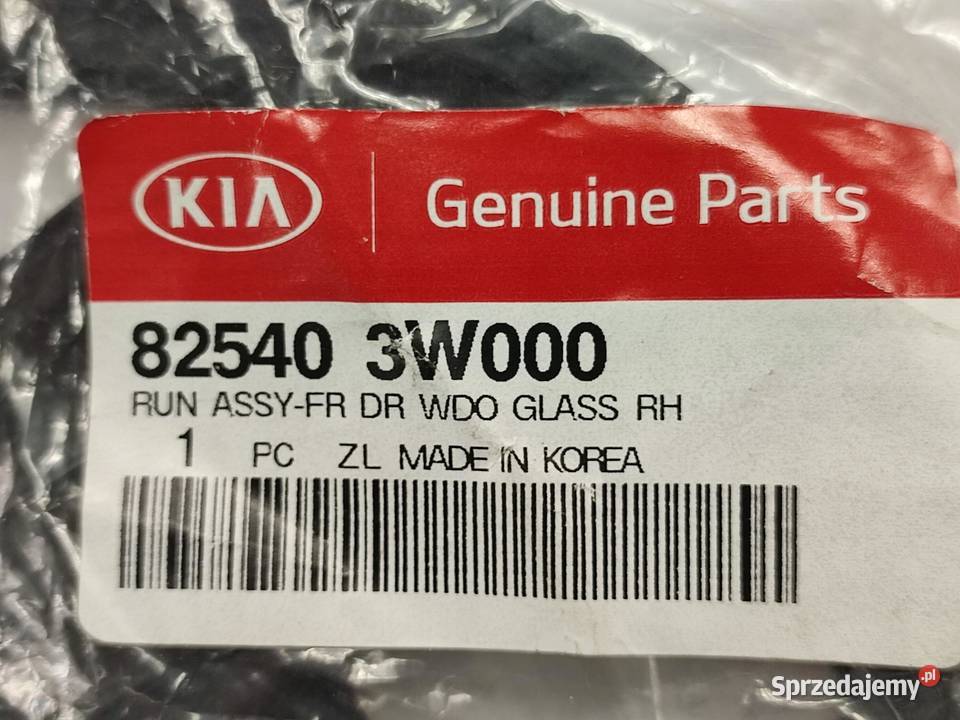 KIA Genuine Parts
82540 3W000
RUN ASSY-FR DR WDO GLASS RH
1 PC ZL MADE IN KOREA
Sprzedajemy.pl